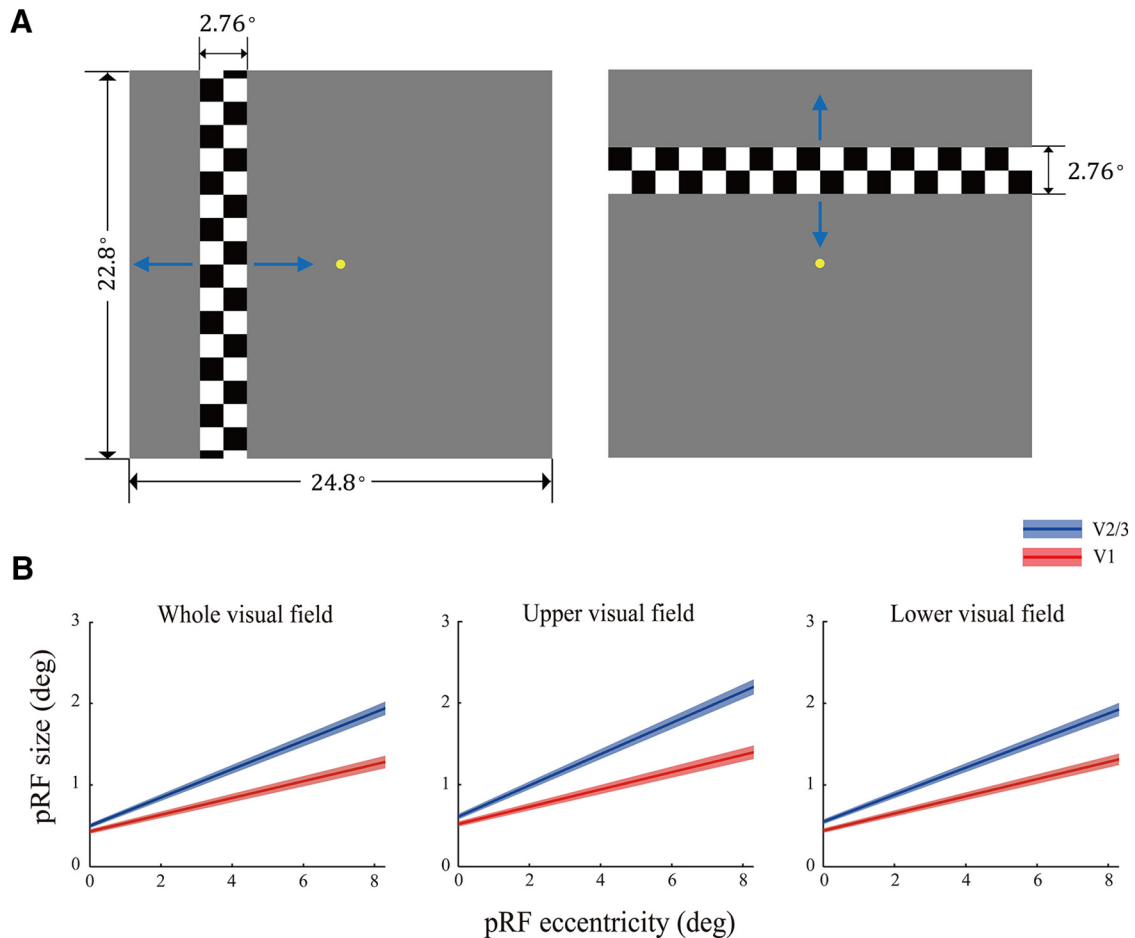 A
2.76°
22.8°
24.8°
2.76°
V2/3
V1
B
Whole visual field
Upper visual field
Lower visual field
pRF size (deg)
3
2
1
0
0 2 4 6 8
3
2
1
0
0 2 4 6 8
3
2
1
0
0 2 4 6 8
pRF eccentricity (deg)